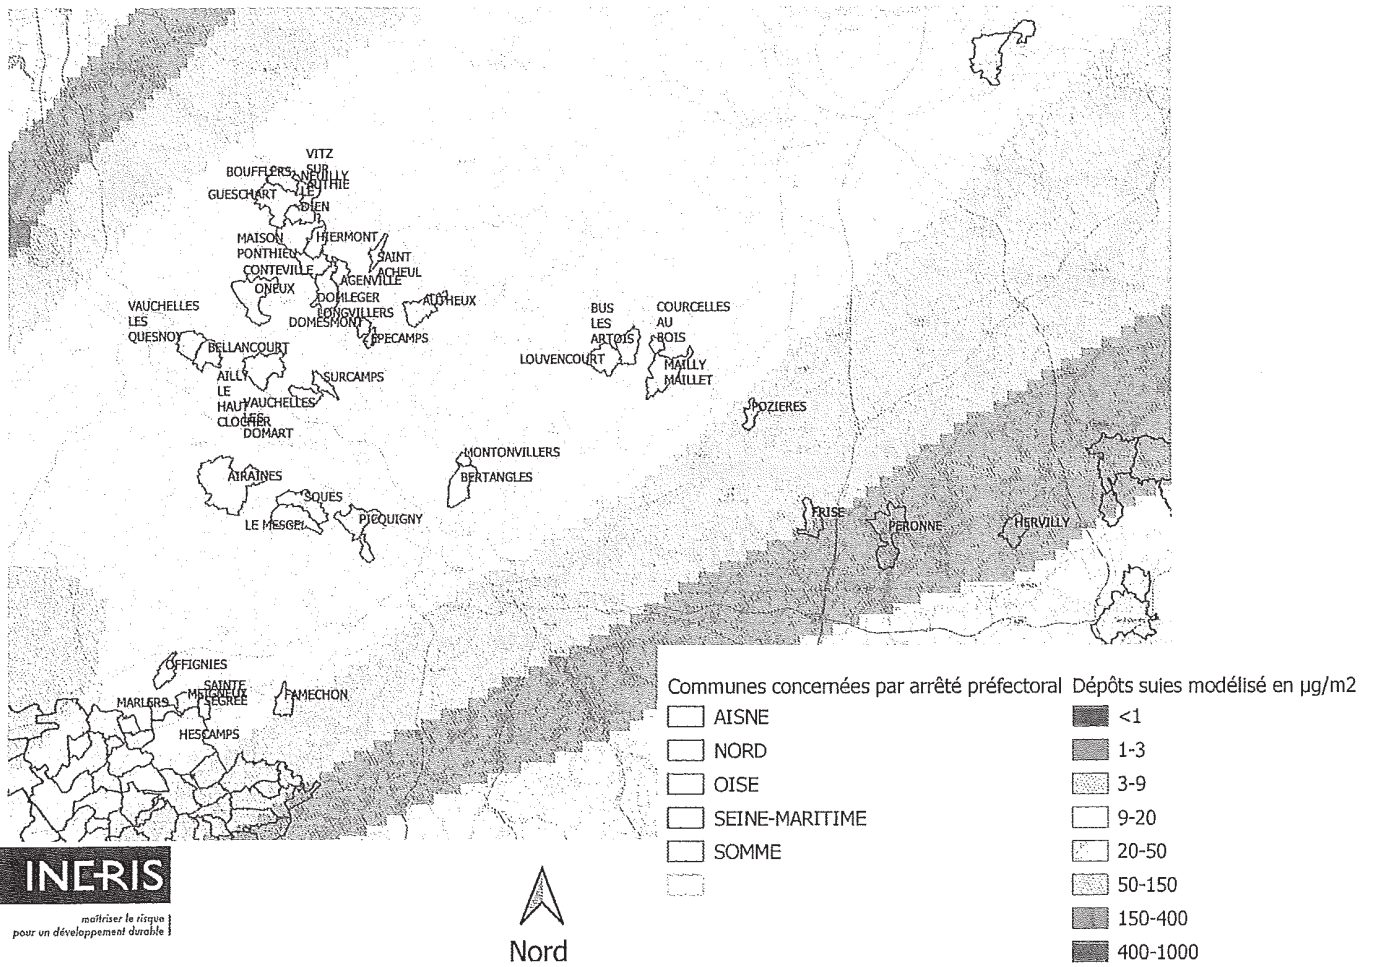 VITZ
SUR
AUTHIE
BOUFFLERS
NEUILLY
LE
DIEN
GUESCHART
MAISON
PONTHIEU
HIERMONT
SAINT
ACHEUL
CONTEVILLE
AGENVILLE
ONEUX
DOMLEGER
LONGVILLERS
AUTHEUX
DOMESMONT
EPECAMPS
VAUCHELLES
LES
QUESNOY
BELLANCOURT
AILLY
LE
HAUT
CLOCHER
SURCAMPS
VAUCHELLES
LES
DOMART
BUS
LES
ARTOIS
COURCELLES
AU
BOIS
LOUVENCOURT
MAILLY
MAILLET
POZIERES
MONTONVILLERS
BERTANGLES
AIRAINES
SOUES
LE MESGE
PICQUIGNY
FRISE
PERONNE
HERVILLY
OFFIGNIES
SAINTE
SEGREE
MEIGNEUX
MARLERS
FAMECHON
HESCAMPS
Communes concernées par arrêté préfectoral
AISNE
NORD
OISE
SEINE-MARITIME
SOMME
Dépôts suies modélisé en µg/m2
<1
1-3
3-9
9-20
20-50
50-150
150-400
400-1000
INERIS
maîtriser le risque
pour un développement durable
Nord